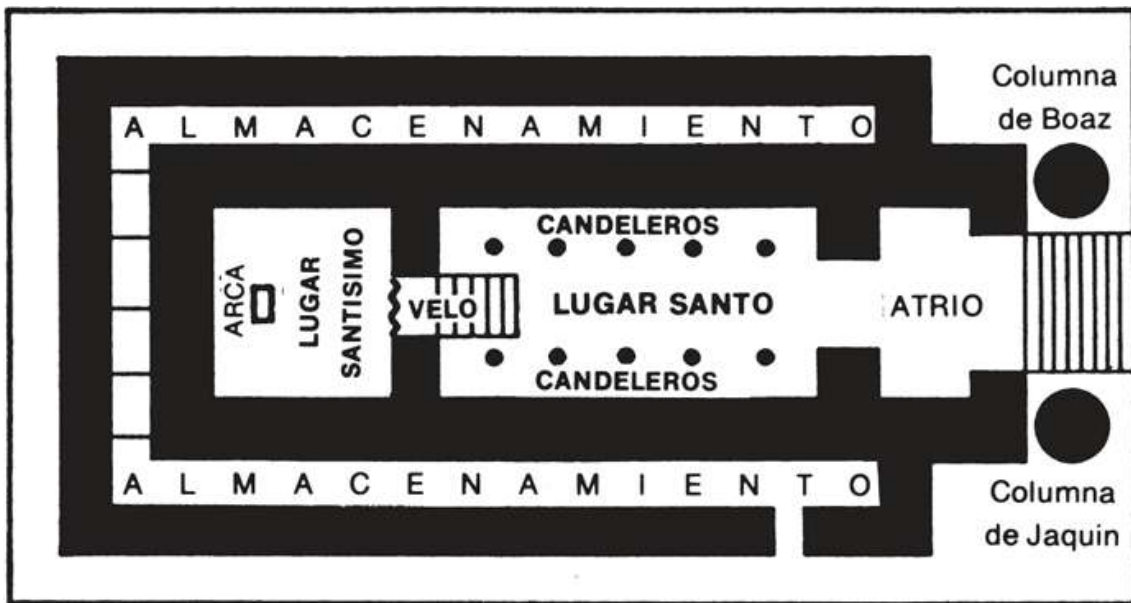 Columna
de Boaz
A L M A C E N A M I E N T O
CANDELEROS
ARCA
LUGAR
SANTISIMO
VELO
LUGAR SANTO
ATRIO
CANDELEROS
A L M A C E N A M I E N T O
Columna
de Jaquin